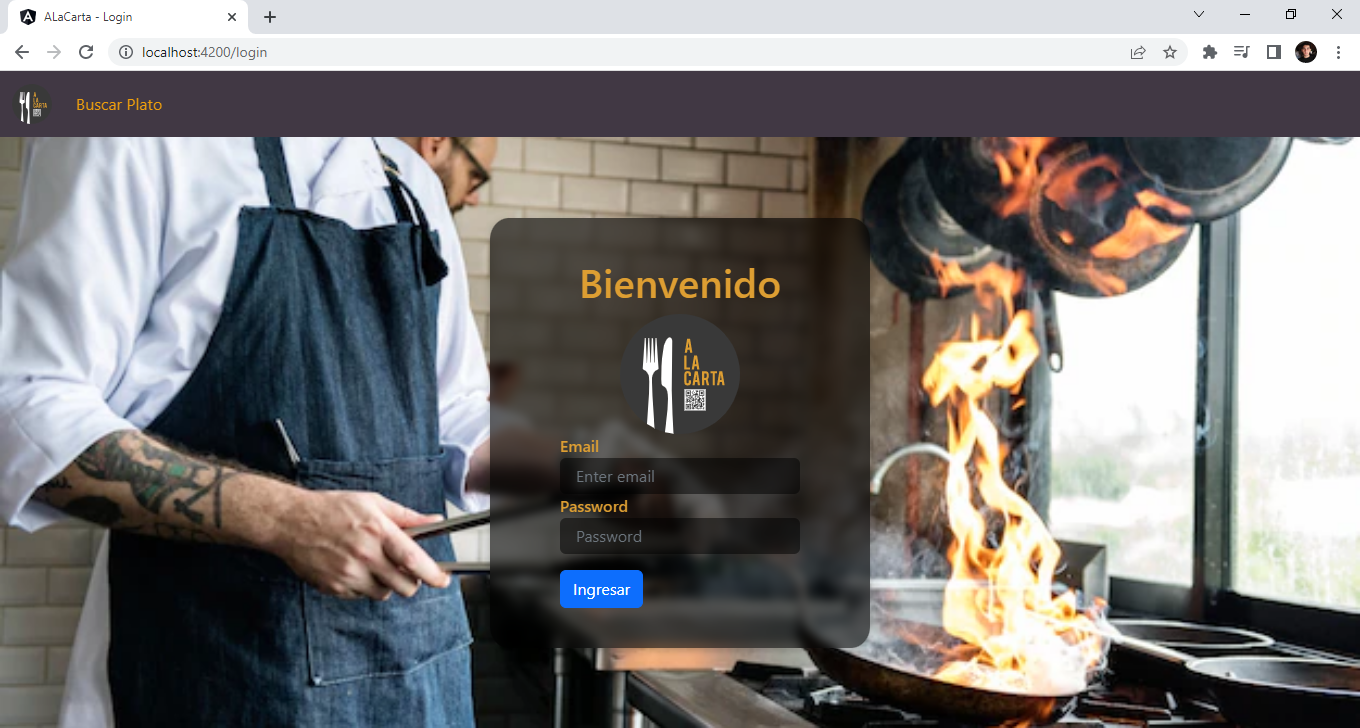 ALaCarta - Login
localhost:4200/login
A
LA
CARTA
Buscar Plato
Bienvenido
A
LA
CARTA
Email
Enter email
Password
Password
Ingresar